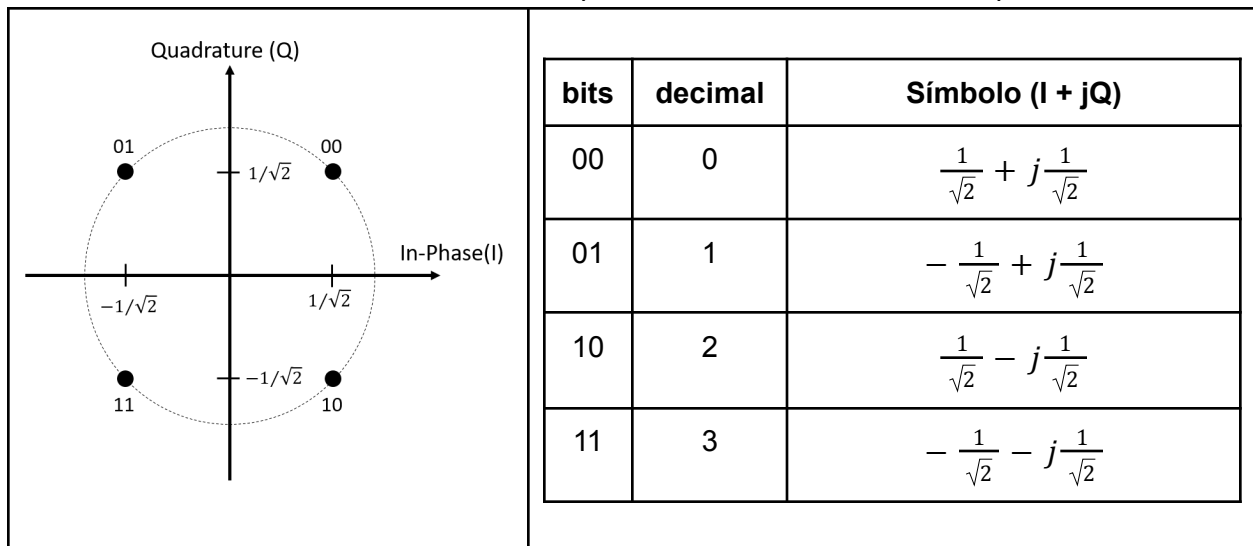 Quadrature (Q)
01
00
1/√2
In-Phase(I)
−1/√2
1/√2
−1/√2
11
10
bits decimal Símbolo (I + jQ)
00 0 1/√2 + j 1/√2
01 1 − 1/√2 + j 1/√2
10 2 1/√2 − j 1/√2
11 3 − 1/√2 − j 1/√2